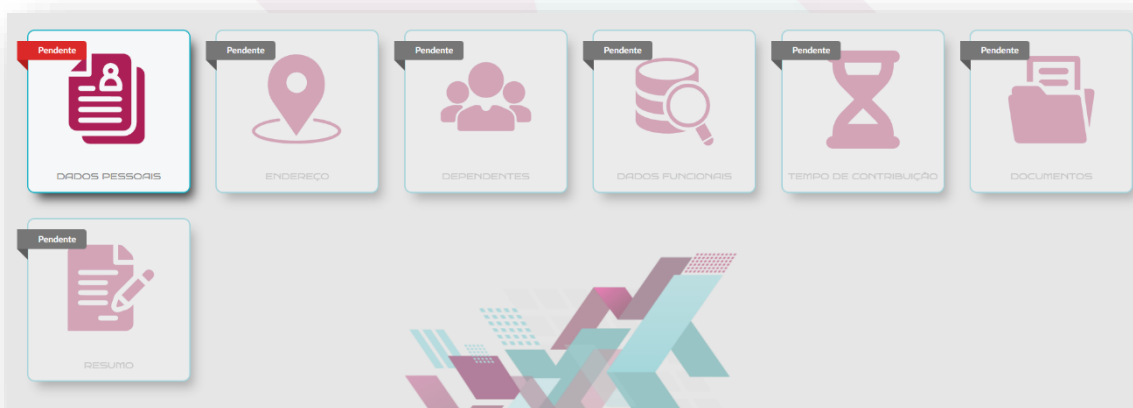 Pendente
DADOS PESSOAIS
Pendente
ENDEREÇO
Pendente
DEPENDENTES
Pendente
DADOS FUNCIONAIS
Pendente
TEMPO DE CONTRIBUIÇÃO
Pendente
DOCUMENTOS
Pendente
RESUMO